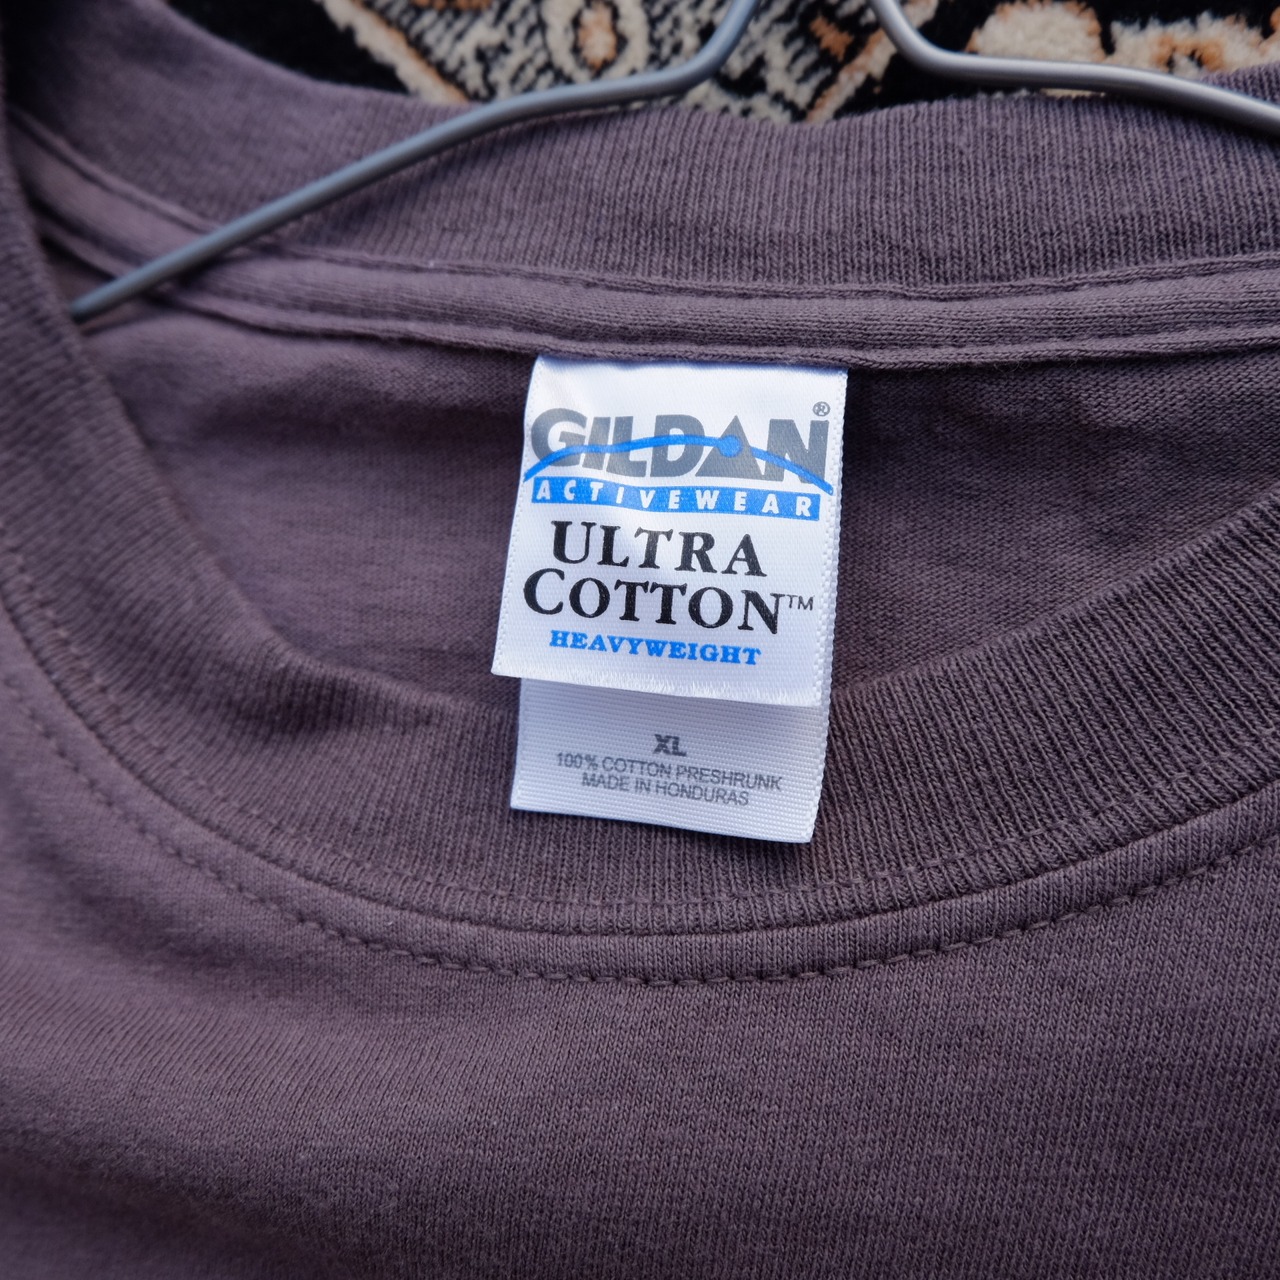 GILDAN®
ACTIVEWEAR
ULTRA
COTTON™
HEAVYWEIGHT
XL
100% COTTON PRESHRUNK
MADE IN HONDURAS